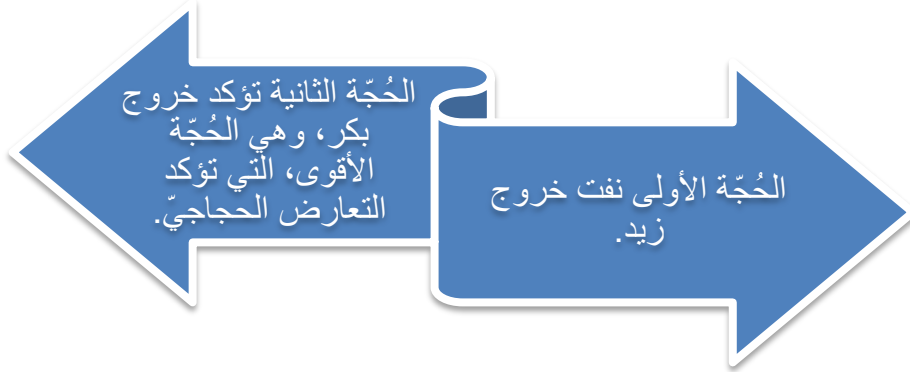 الحُجّة الأولى نفت خروج
زيد.
الحُجّة الثانية تؤكد خروج
بكر، وهي الحُجّة
الأقوى، التي تؤكد
التعارض الحجاجيّ.